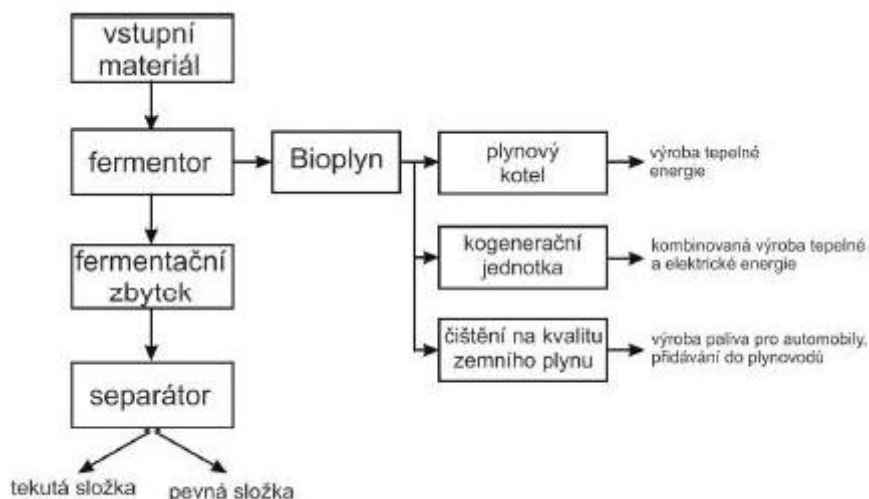 vstupní
materiál
fermentor
Bioplyn
plynový
kotel
výroba tepelné
energie
fermentační
zbytek
kogenerační
jednotka
kombinovaná výroba tepelné
a elektrické energie
separátor
čištění na kvalitu
zemního plynu
výroba paliva pro automobily,
přidávání do plynovodů
tekutá složka
pevná složka